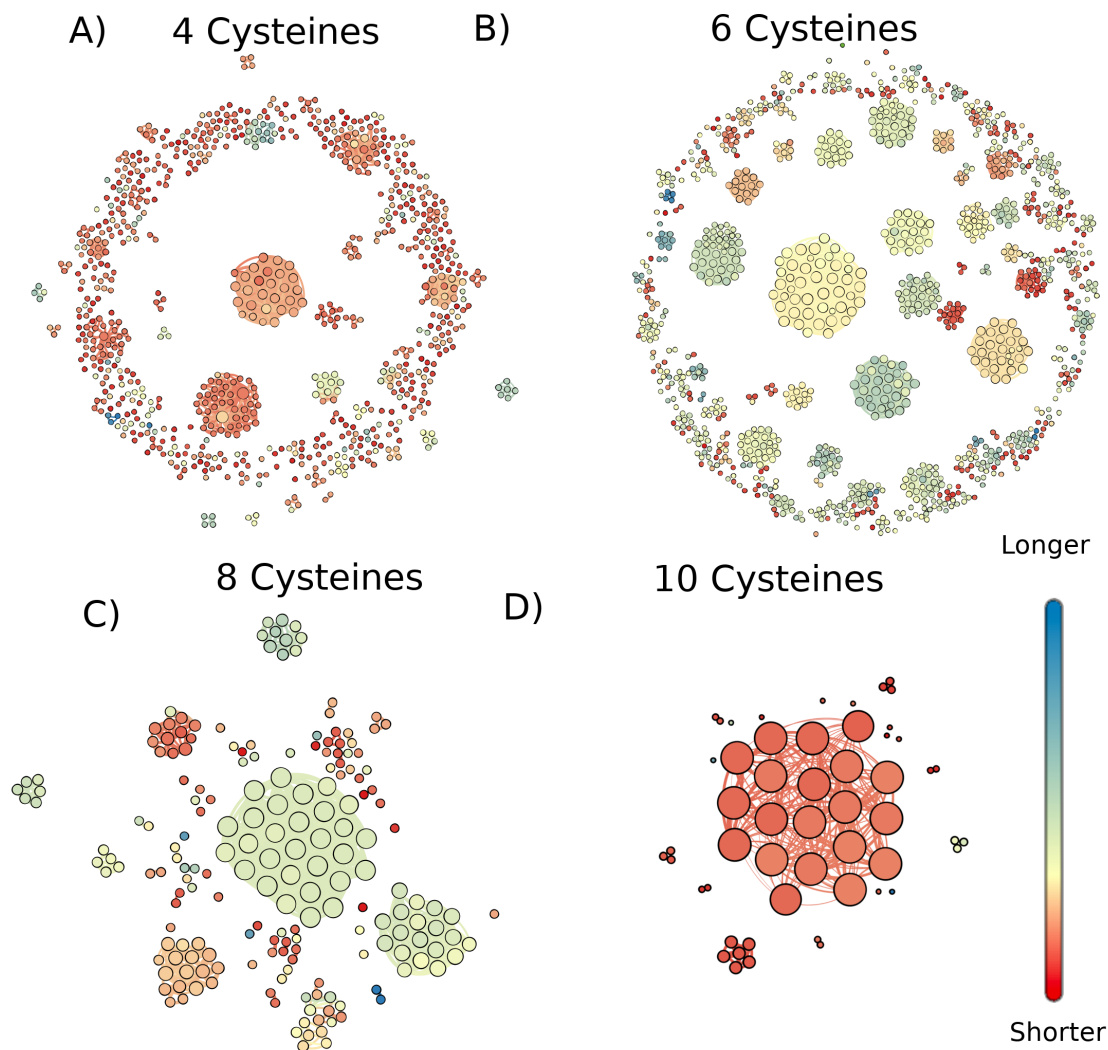 A) 4 Cysteines
B) 6 Cysteines
C) 8 Cysteines
D) 10 Cysteines
Longer
Shorter